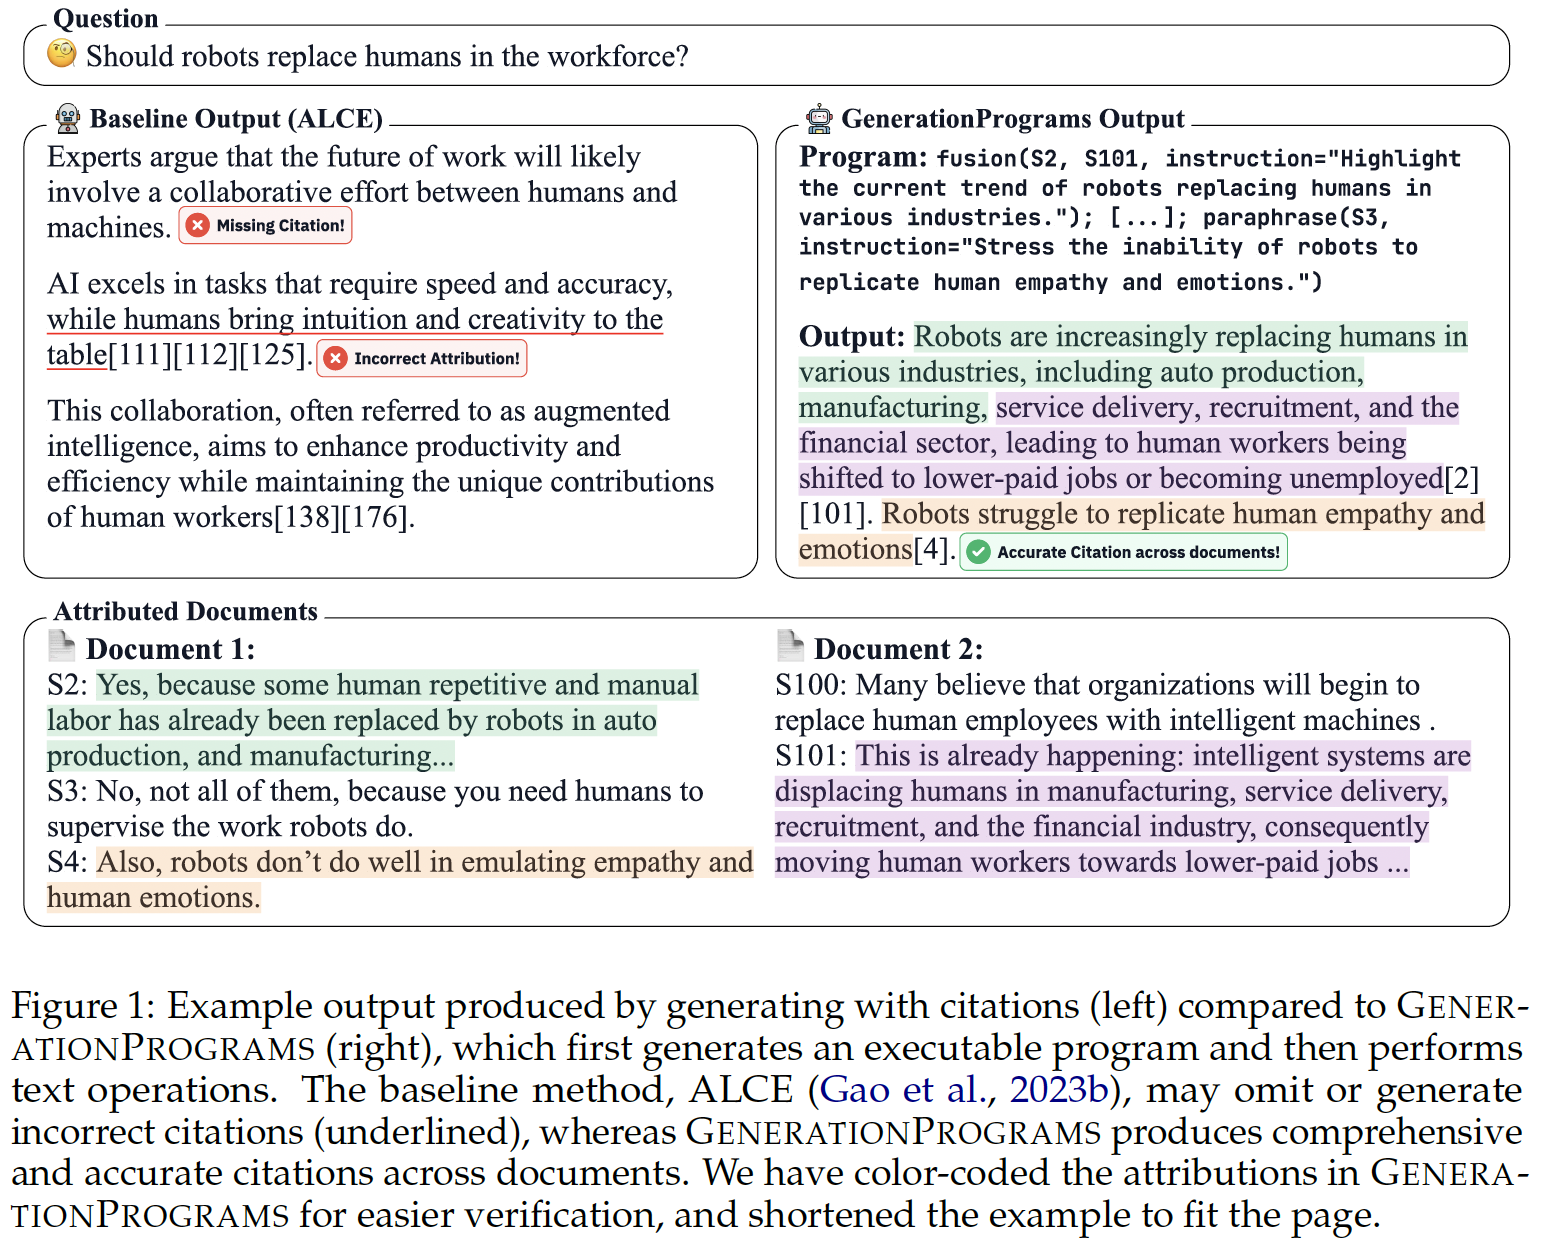 Question
Should robots replace humans in the workforce?
Baseline Output (ALCE)
Experts argue that the future of work will likely
involve a collaborative effort between humans and
machines. Missing Citation!
AI excels in tasks that require speed and accuracy,
while humans bring intuition and creativity to the
table[111][112][125]. Incorrect Attribution!
This collaboration, often referred to as augmented
intelligence, aims to enhance productivity and
efficiency while maintaining the unique contributions
of human workers[138][176].
GenerationPrograms Output
Program: fusion(S2, S101, instruction="Highlight
the current trend of robots replacing humans in
various industries."); [...]; paraphrase(S3,
instruction="Stress the inability of robots to
replicate human empathy and emotions.")
Output: Robots are increasingly replacing humans in
various industries, including auto production,
manufacturing, service delivery, recruitment, and the
financial sector, leading to human workers being
shifted to lower-paid jobs or becoming unemployed[2]
[101]. Robots struggle to replicate human empathy and
emotions[4]. Accurate Citation across documents!
Attributed Documents
Document 1:
S2: Yes, because some human repetitive and manual
labor has already been replaced by robots in auto
production, and manufacturing...
S3: No, not all of them, because you need humans to
supervise the work robots do.
S4: Also, robots don’t do well in emulating empathy and
human emotions.
Document 2:
S100: Many believe that organizations will begin to
replace human employees with intelligent machines .
S101: This is already happening: intelligent systems are
displacing humans in manufacturing, service delivery,
recruitment, and the financial industry, consequently
moving human workers towards lower-paid jobs ...
Figure 1: Example output produced by generating with citations (left) compared to GENER-
ATIONPROGRAMS (right), which first generates an executable program and then performs
text operations. The baseline method, ALCE (Gao et al., 2023b), may omit or generate
incorrect citations (underlined), whereas GENERATIONPROGRAMS produces comprehensive
and accurate citations across documents. We have color-coded the attributions in GENERA-
TIONPROGRAMS for easier verification, and shortened the example to fit the page.